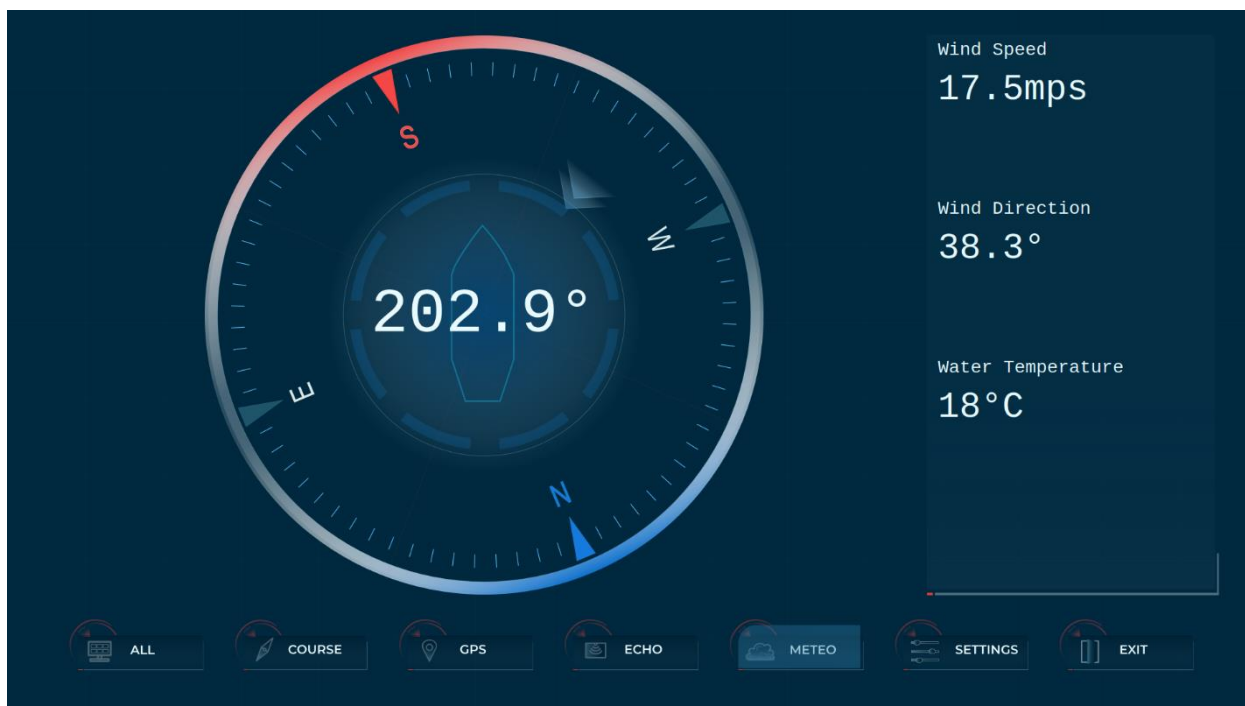 Wind Speed
17.5mps
S
W
Wind Direction
38.3°
202.9°
E
Water Temperature
18°C
N
ALL
COURSE
GPS
ECHO
METEO
SETTINGS
EXIT